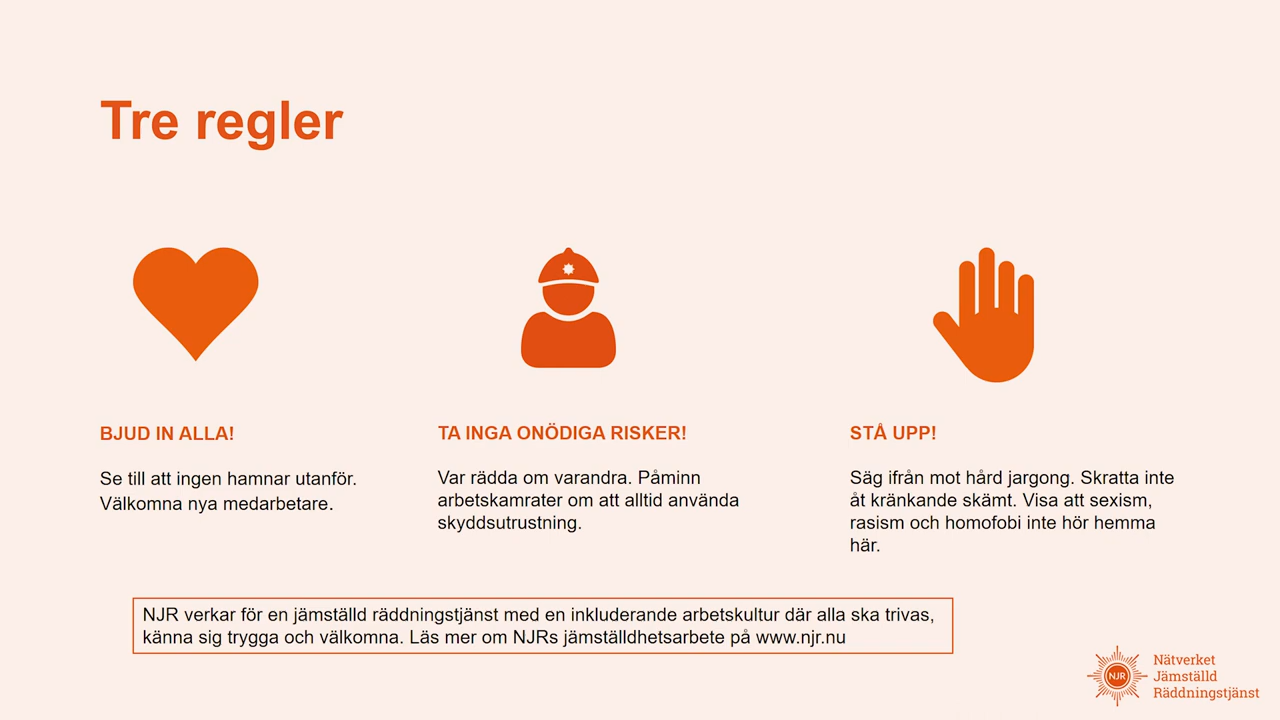 Tre regler
BJUD IN ALLA!
Se till att ingen hamnar utanför.
Välkomna nya medarbetare.
TA INGA ONÖDIGA RISKER!
Var rädda om varandra. Påminn
arbetskamrater om att alltid använda
skyddsutrustning.
STÅ UPP!
Säg ifrån mot hård jargong. Skratta inte
åt kränkande skämt. Visa att sexism,
rasism och homofobi inte hör hemma
här.
NJR verkar för en jämställd räddningstjänst med en inkluderande arbetskultur där alla ska trivas,
känna sig trygga och välkomna. Läs mer om NJRs jämställdhetsarbete på www.njr.nu
NJR
Nätverket
Jämställd
Räddningstjänst